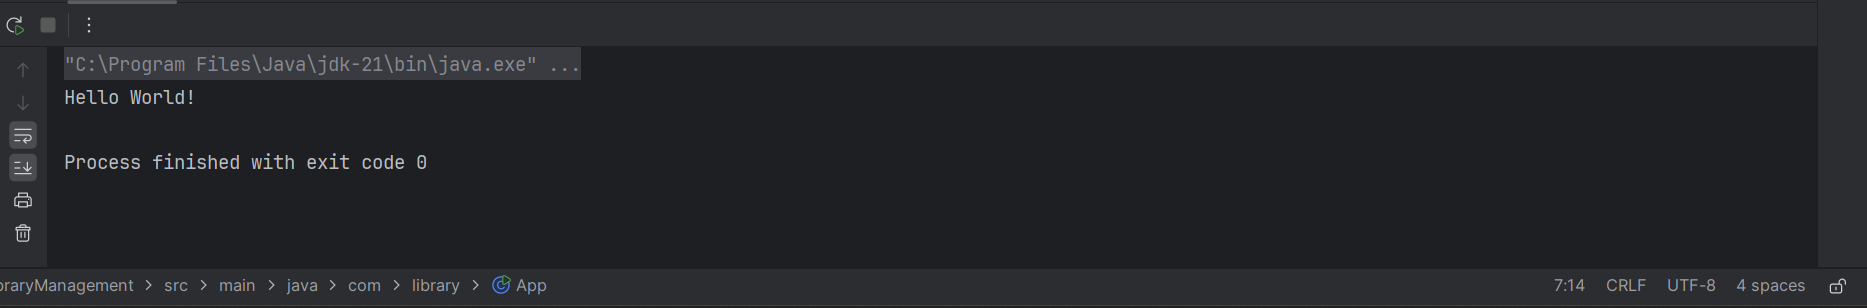 "C:\Program Files\Java\jdk-21\bin\java.exe" ...
Hello World!
Process finished with exit code 0
oraryManagement > src > main > java > com > library > App 7:14 CRLF UTF-8 4 spaces